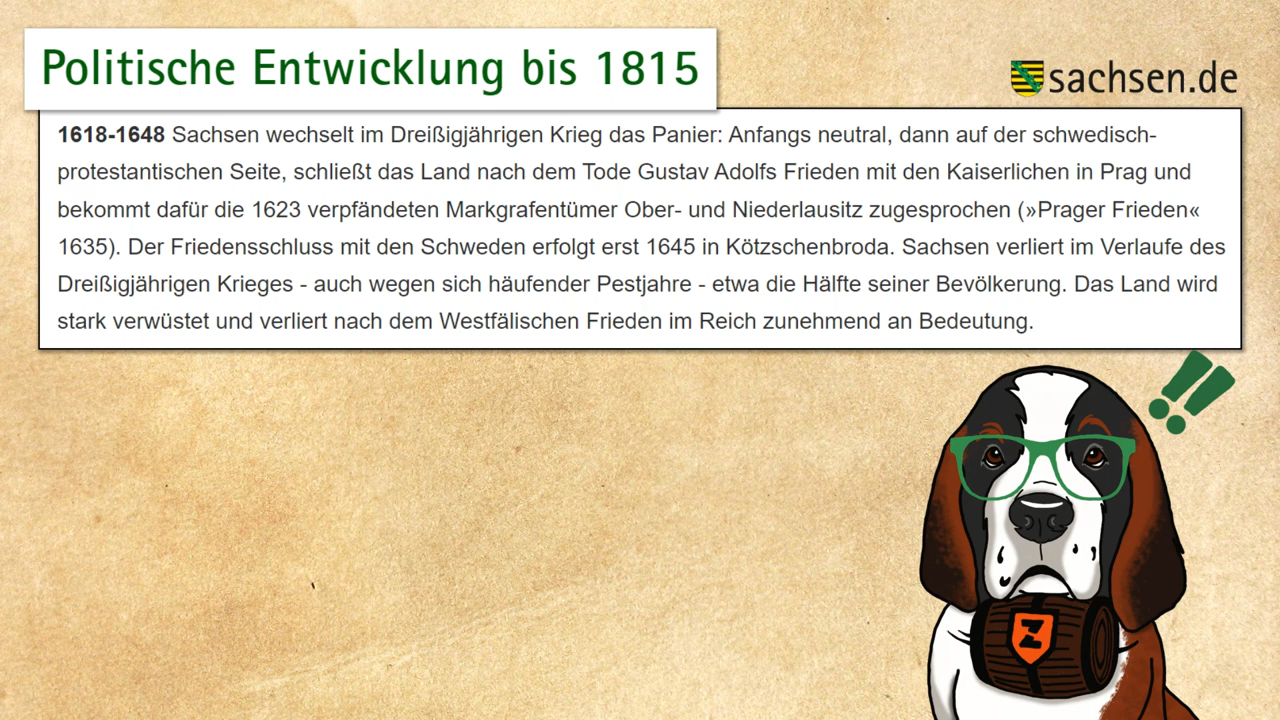 Politische Entwicklung bis 1815
sachsen.de
1618-1648 Sachsen wechselt im Dreißigjährigen Krieg das Panier: Anfangs neutral, dann auf der schwedisch-
protestantischen Seite, schließt das Land nach dem Tode Gustav Adolfs Frieden mit den Kaiserlichen in Prag und
bekommt dafür die 1623 verpfändeten Markgrafentümer Ober- und Niederlausitz zugesprochen (»Prager Frieden«
1635). Der Friedensschluss mit den Schweden erfolgt erst 1645 in Kötzschenbroda. Sachsen verliert im Verlaufe des
Dreißigjährigen Krieges - auch wegen sich häufender Pestjahre - etwa die Hälfte seiner Bevölkerung. Das Land wird
stark verwüstet und verliert nach dem Westfälischen Frieden im Reich zunehmend an Bedeutung.
!!
Z